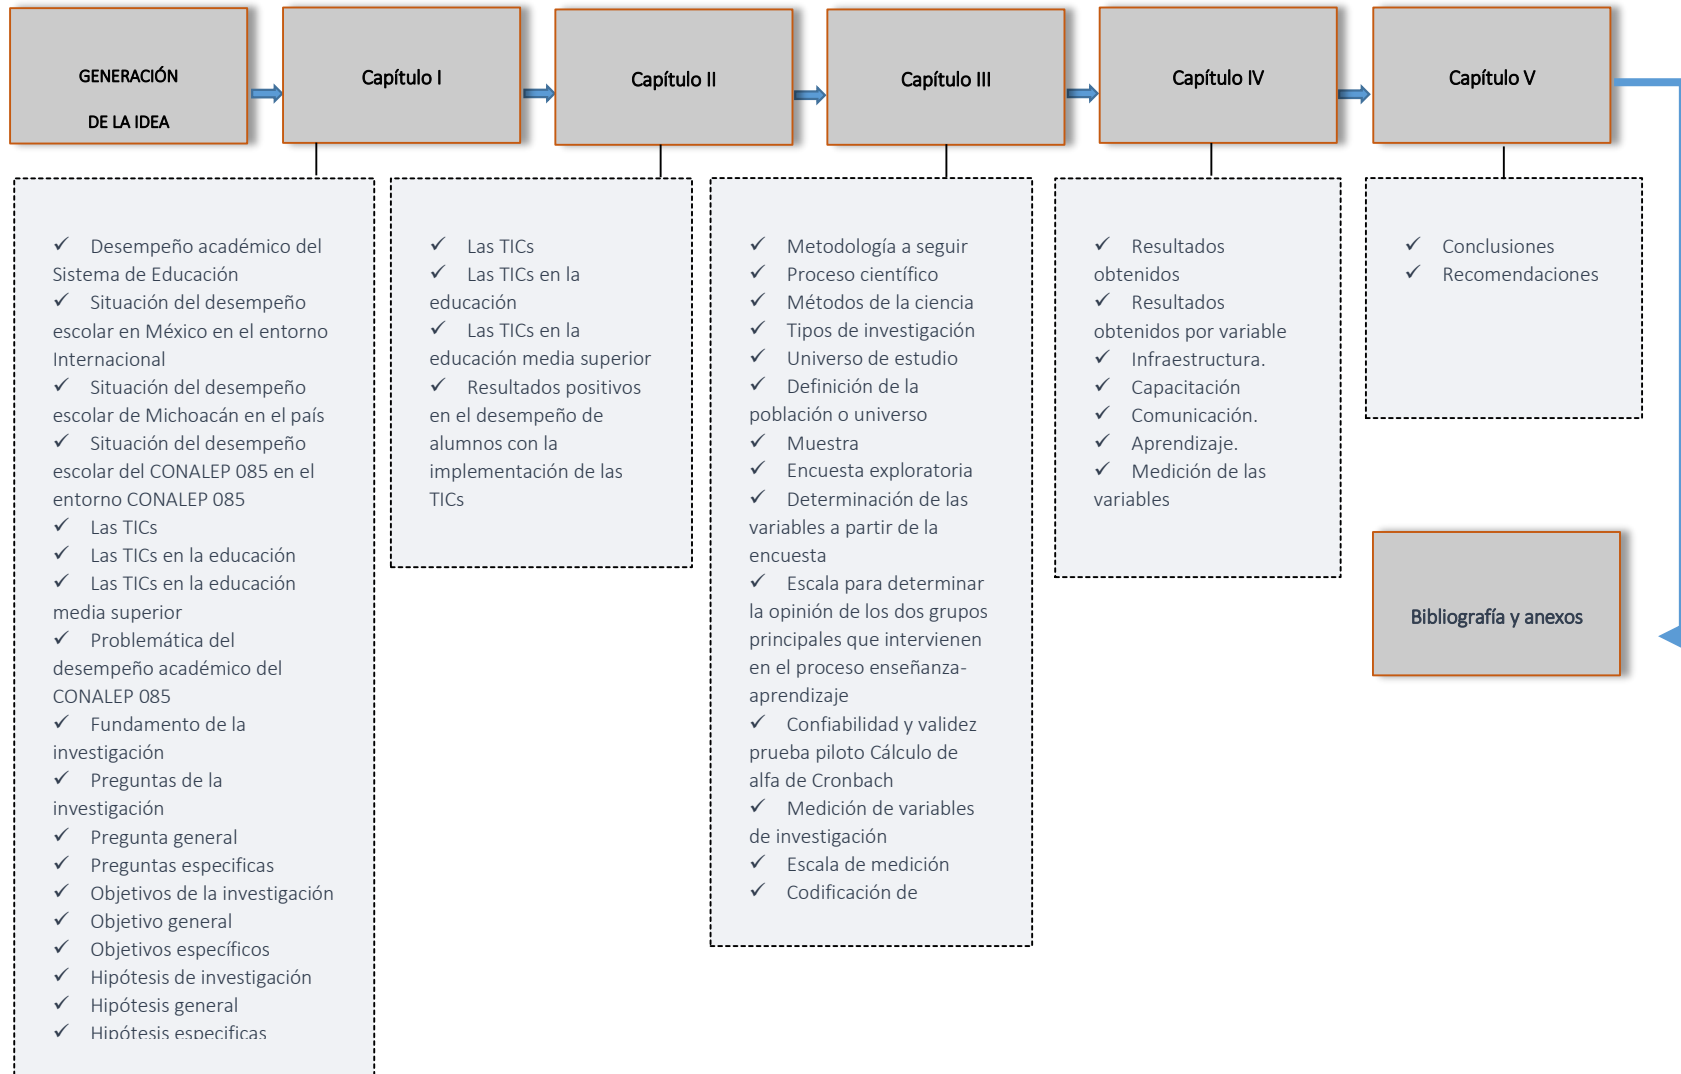 GENERACIÓN
DE LA IDEA
Capítulo I
Capítulo II
Capítulo III
Capítulo IV
Capítulo V
✓ Desempeño académico del
Sistema de Educación
✓ Situación del desempeño
escolar en México en el entorno
Internacional
✓ Situación del desempeño
escolar de Michoacán en el país
✓ Situación del desempeño
escolar del CONALEP 085 en el
entorno CONALEP 085
✓ Las TICs
✓ Las TICs en la educación
✓ Las TICs en la educación
media superior
✓ Problemática del
desempeño académico del
CONALEP 085
✓ Fundamento de la
investigación
✓ Preguntas de la
investigación
✓ Pregunta general
✓ Preguntas especificas
✓ Objetivos de la investigación
✓ Objetivo general
✓ Objetivos específicos
✓ Hipótesis de investigación
✓ Hipótesis general
✓ Hipótesis especificas
✓ Las TICs
✓ Las TICs en la
educación
✓ Las TICs en la
educación media superior
✓ Resultados positivos
en el desempeño de
alumnos con la
implementación de las
TICs
✓ Metodología a seguir
✓ Proceso científico
✓ Métodos de la ciencia
✓ Tipos de investigación
✓ Universo de estudio
✓ Definición de la
población o universo
✓ Muestra
✓ Encuesta exploratoria
✓ Determinación de las
variables a partir de la
encuesta
✓ Escala para determinar
la opinión de los dos grupos
principales que intervienen
en el proceso enseñanza-
aprendizaje
✓ Confiabilidad y validez
prueba piloto Cálculo de
alfa de Cronbach
✓ Medición de variables
de investigación
✓ Escala de medición
✓ Codificación de
✓ Resultados
obtenidos
✓ Resultados
obtenidos por variable
✓ Infraestructura.
✓ Capacitación
✓ Comunicación.
✓ Aprendizaje.
✓ Medición de las
variables
✓ Conclusiones
✓ Recomendaciones
Bibliografía y anexos